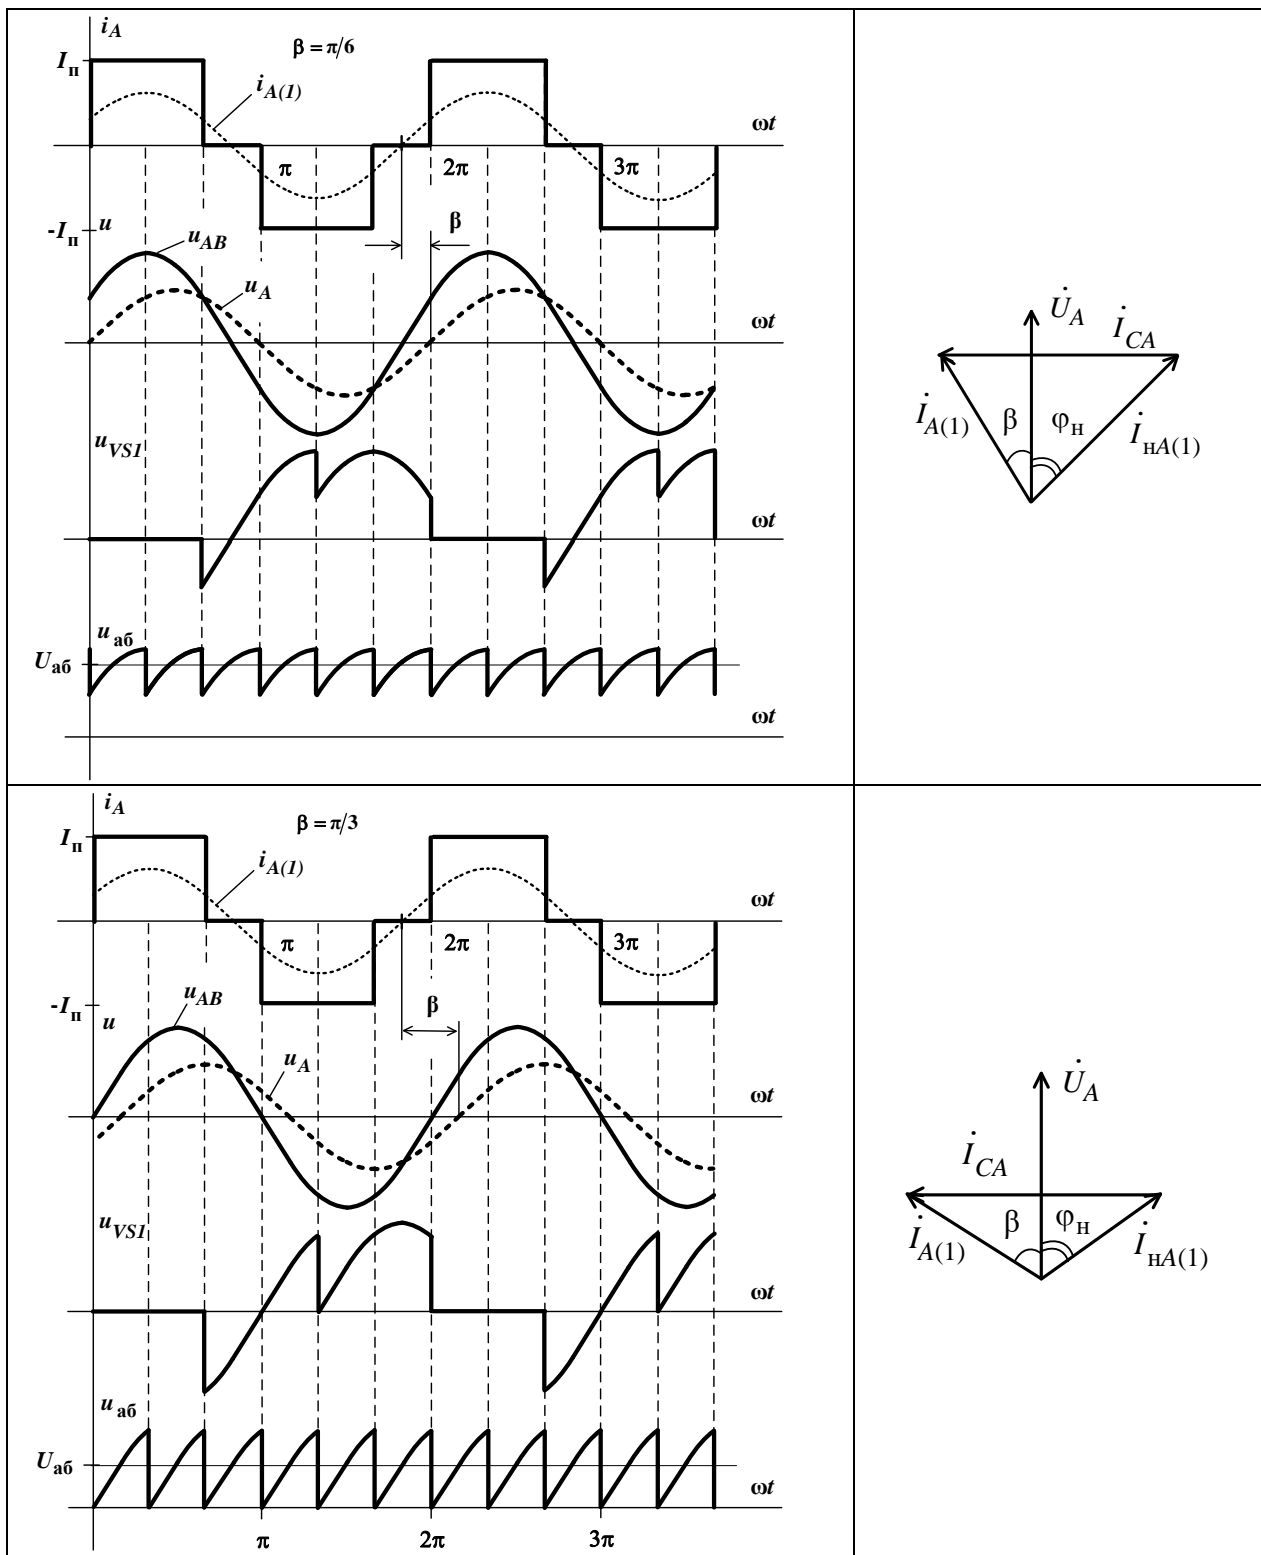 i_A
β = π/6
I_п
i_A(1)
ωt
π 2π 3π
-I_п
u
β
u_AB
u_A
ωt
u_VS1
ωt
u_аб
U_аб
ωt
U̇_A
İ_CA
İ_A(1)
β
φ_н
İ_нA(1)
i_A
β = π/3
I_п
i_A(1)
ωt
π 2π 3π
-I_п
u
u_AB
β
u_A
ωt
u_VS1
ωt
u_аб
U_аб
ωt
π 2π 3π
U̇_A
İ_CA
İ_A(1)
β
φ_н
İ_нA(1)